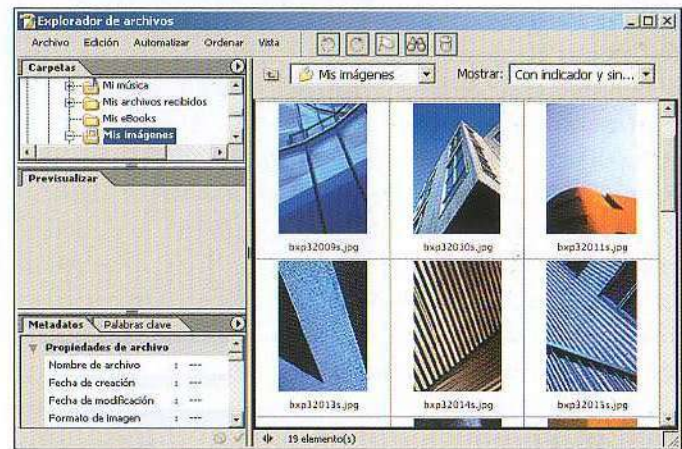 Explorador de archivos
Archivo Edición Automatizar Ordenar Vista
Carpetas
Mi música
Mis archivos recibidos
Mis eBooks
Mis imágenes
Mis imágenes Mostrar: Con indicador y sin...
Previsualizar
bxp32009s.jpg bxp32010s.jpg bxp32011s.jpg
bxp32013s.jpg bxp32014s.jpg bxp32015s.jpg
Metadatos Palabras clave
Propiedades de archivo
Nombre de archivo : ---
Fecha de creación : ---
Fecha de modificación : ---
Formato de imagen : ---
19 elemento(s)